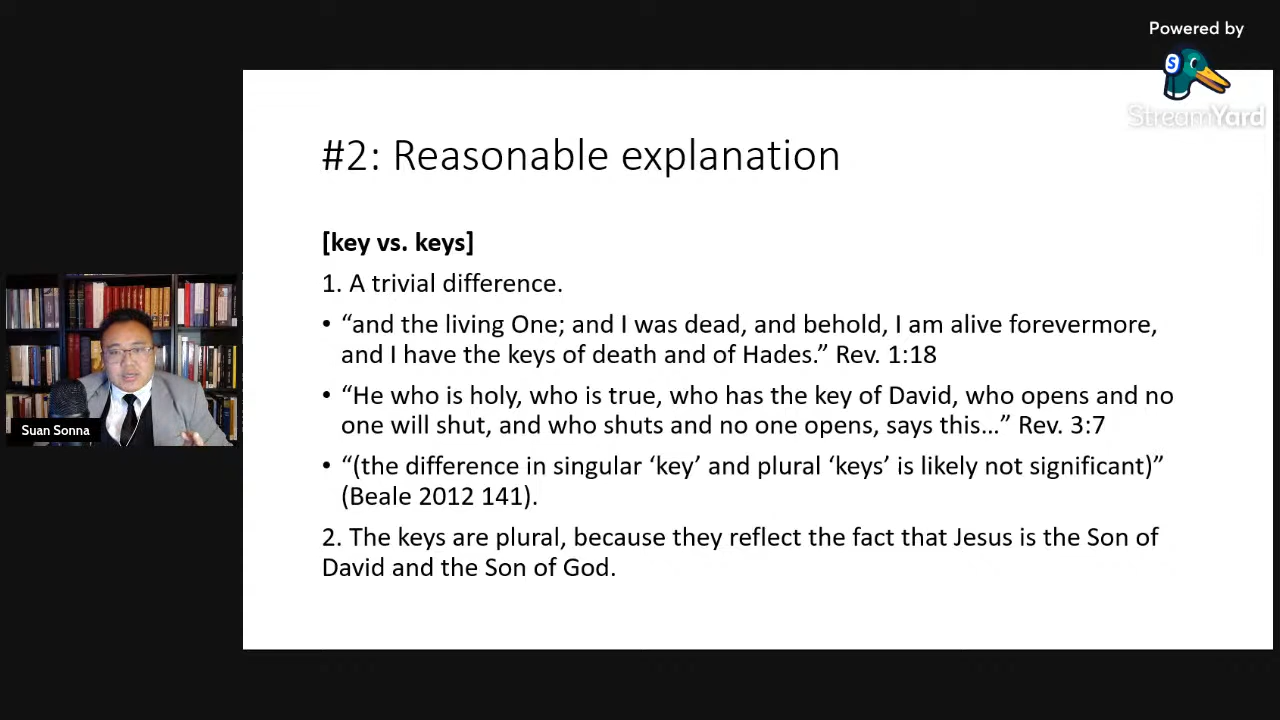 Powered by
StreamYard
#2: Reasonable explanation
[key vs. keys]
1. A trivial difference.
• “and the living One; and I was dead, and behold, I am alive forevermore,
and I have the keys of death and of Hades.” Rev. 1:18
• “He who is holy, who is true, who has the key of David, who opens and no
one will shut, and who shuts and no one opens, says this…” Rev. 3:7
• “(the difference in singular ‘key’ and plural ‘keys’ is likely not significant)”
(Beale 2012 141).
2. The keys are plural, because they reflect the fact that Jesus is the Son of
David and the Son of God.
Suan Sonna